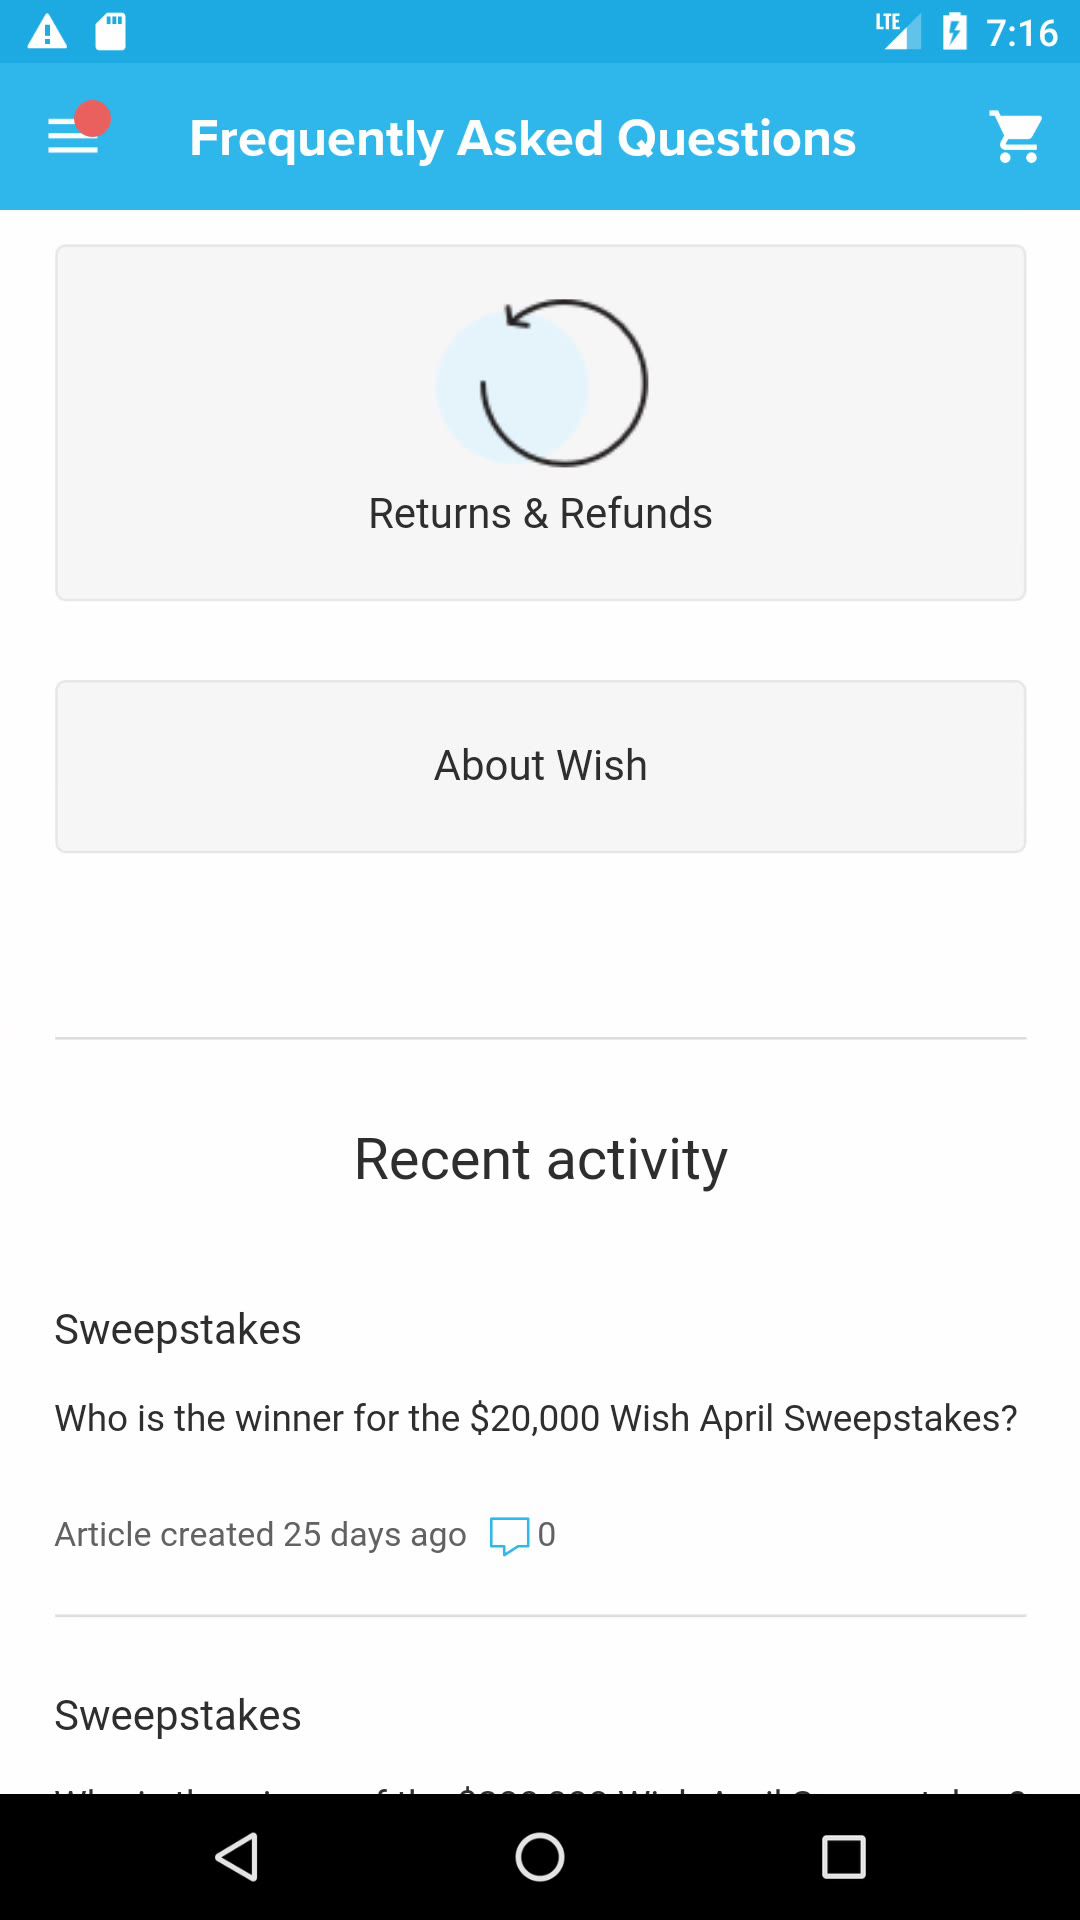 LTE 7:16
Frequently Asked Questions
Returns & Refunds
About Wish
Recent activity
Sweepstakes
Who is the winner for the $20,000 Wish April Sweepstakes?
Article created 25 days ago 0
Sweepstakes